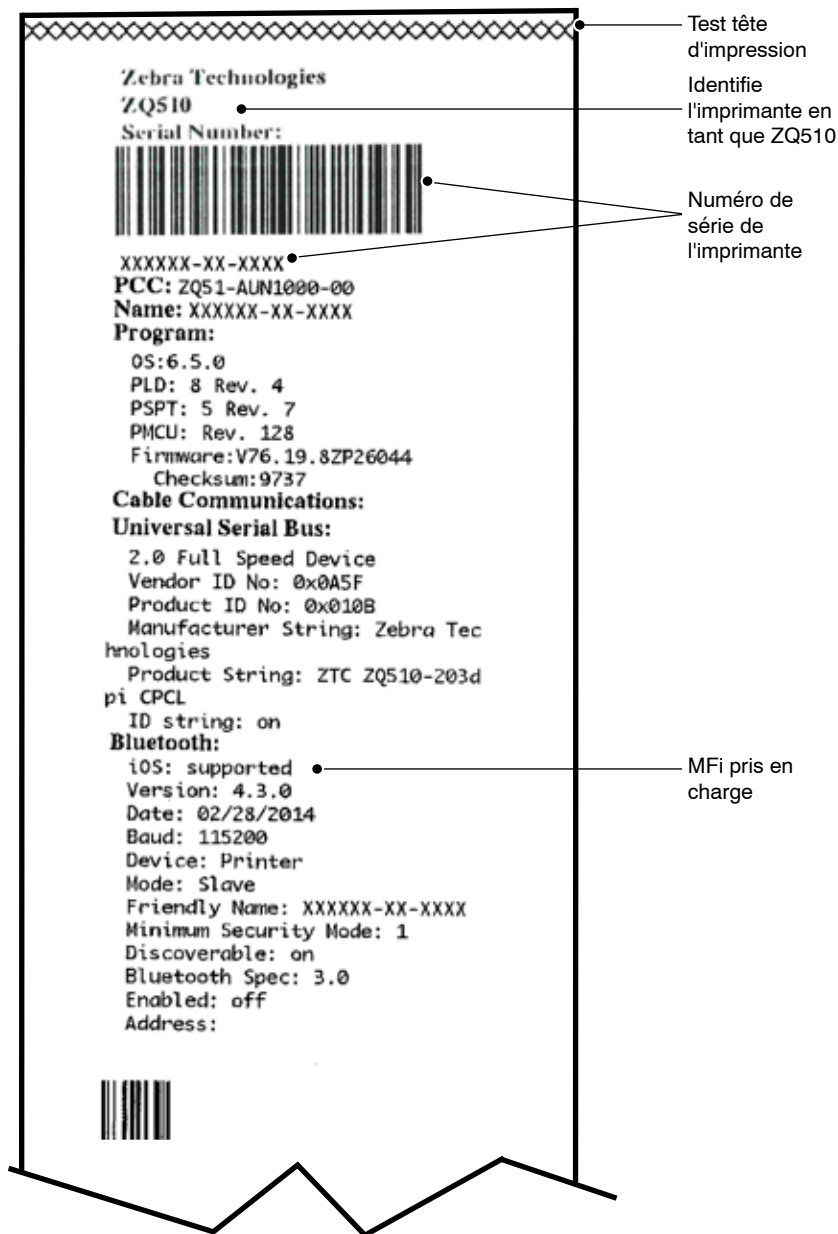 Test tête
d'impression
Zebra Technologies
ZQ510
Identifie
l'imprimante en
tant que ZQ510
Serial Number:
Numéro de
série de
l'imprimante
XXXXXX-XX-XXXX
PCC: ZQ51-AUN1000-00
Name: XXXXXX-XX-XXXX
Program:
OS:6.5.0
PLD: 8 Rev. 4
PSPT: 5 Rev. 7
PMCU: Rev. 128
Firmware:V76.19.8ZP26044
Checksum:9737
Cable Communications:
Universal Serial Bus:
2.0 Full Speed Device
Vendor ID No: 0x0A5F
Product ID No: 0x010B
Manufacturer String: Zebra Tec
hnologies
Product String: ZTC ZQ510-203d
pi CPCL
ID string: on
Bluetooth:
iOS: supported
MFi pris en
charge
Version: 4.3.0
Date: 02/28/2014
Baud: 115200
Device: Printer
Mode: Slave
Friendly Name: XXXXXX-XX-XXXX
Minimum Security Mode: 1
Discoverable: on
Bluetooth Spec: 3.0
Enabled: off
Address: